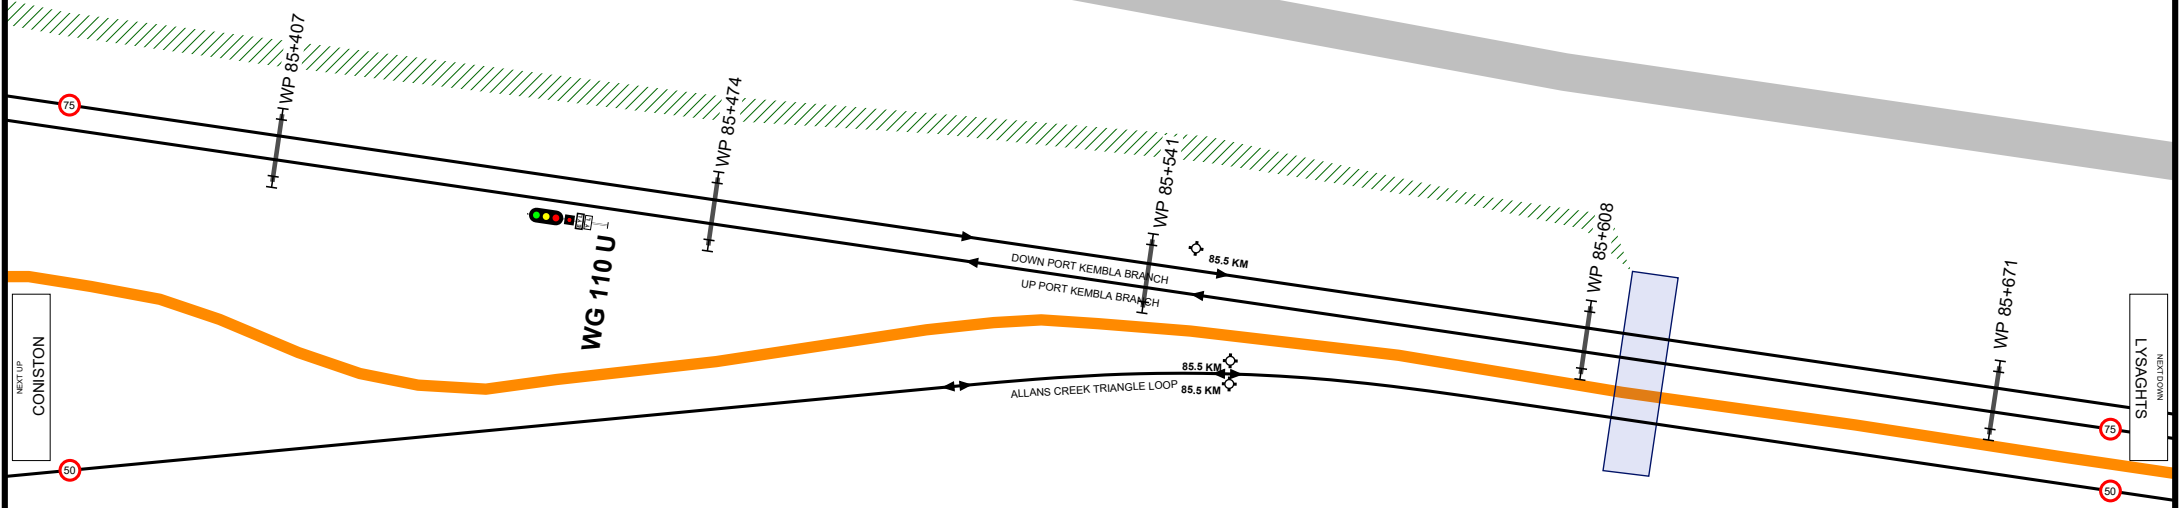 WP 85+407
75
WP 85+474
WP 85+541
WP 85+608
WP 85+671
WG 110 U
85.5 KM
DOWN PORT KEMBLA BRANCH
UP PORT KEMBLA BRANCH
85.5 KM
ALLANS CREEK TRIANGLE LOOP
85.5 KM
NEXT UP
CONISTON
NEXT DOWN
LYSAGHTS
75
50
50